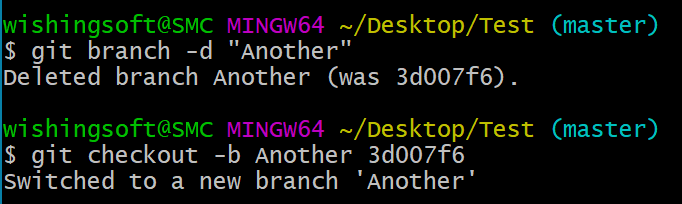 wishingsoft@SMC MINGW64 ~/Desktop/Test (master)
$ git branch -d "Another"
Deleted branch Another (was 3d007f6).
wishingsoft@SMC MINGW64 ~/Desktop/Test (master)
$ git checkout -b Another 3d007f6
Switched to a new branch 'Another'